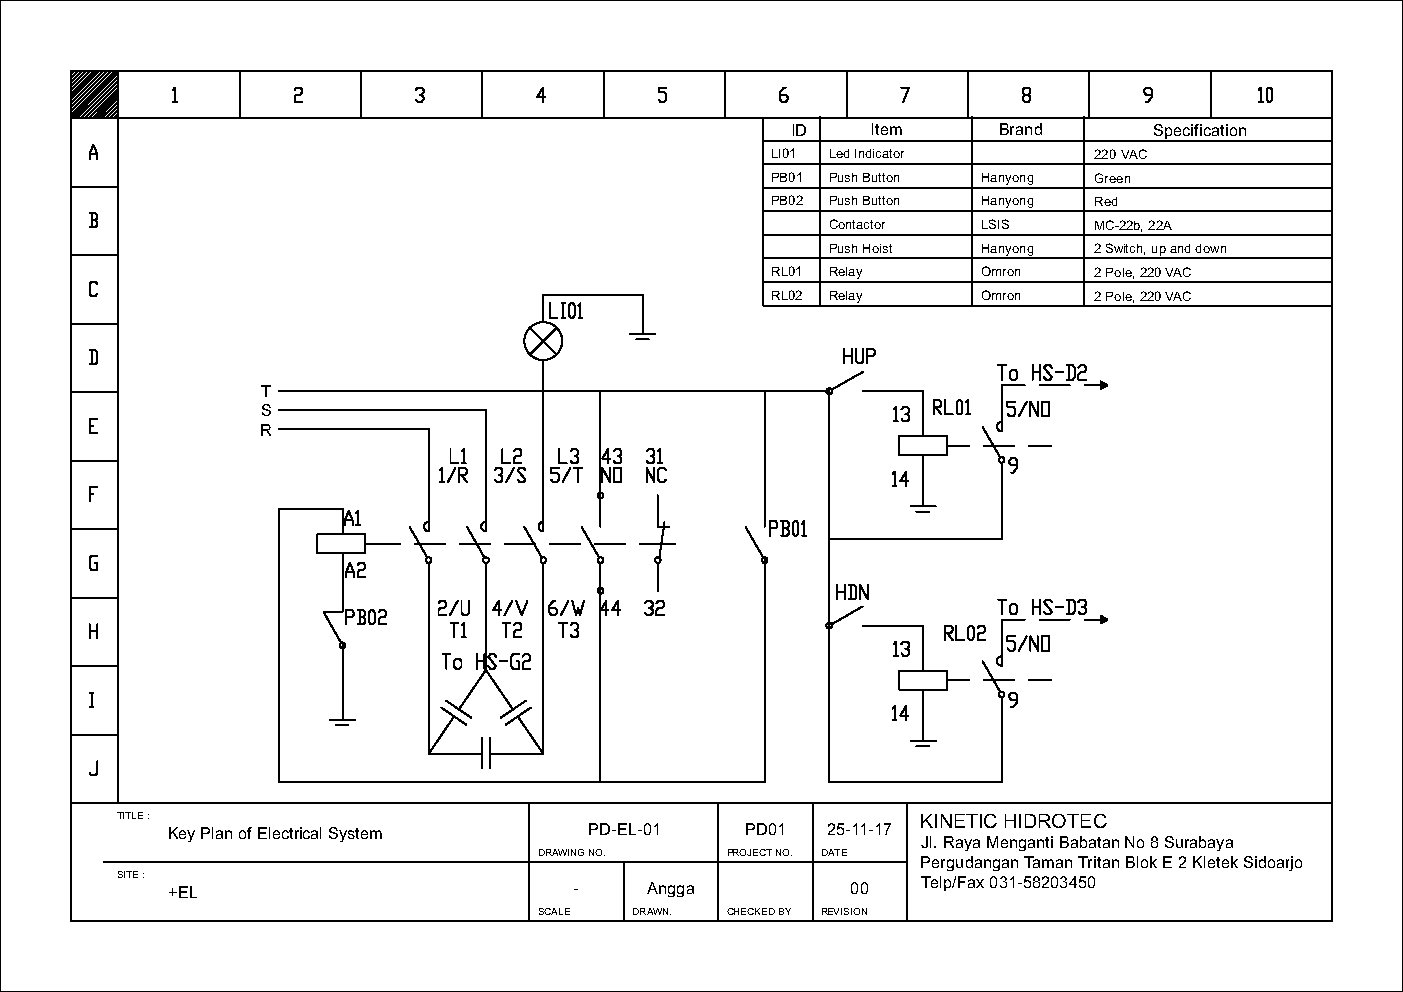 1 2 3 4 5 6 7 8 9 10
A
B
C
D
E
F
G
H
I
J
ID Item Brand Specification
LI01 Led Indicator 220 VAC
PB01 Push Button Hanyong Green
PB02 Push Button Hanyong Red
Contactor LSIS MC-22b, 22A
Push Hoist Hanyong 2 Switch, up and down
RL01 Relay Omron 2 Pole, 220 VAC
RL02 Relay Omron 2 Pole, 220 VAC
LI01
T
S
R
L1 L2 L3 43 31
1/R 3/S 5/T NO NC
A1
A2
PB02
PB01
2/U 4/V 6/W 44 32
T1 T2 T3
To HS-G2
HUP
13
14
RL01
To HS-D2
5/NO
9
HDN
13
14
RL02
To HS-D3
5/NO
9
TITLE :
Key Plan of Electrical System
SITE :
+EL
PD-EL-01
DRAWING NO.
PD01
PROJECT NO.
25-11-17
DATE
-
SCALE
Angga
DRAWN.
CHECKED BY
00
REVISION
KINETIC HIDROTEC
Jl. Raya Menganti Babatan No 8 Surabaya
Pergudangan Taman Tritan Blok E 2 Kletek Sidoarjo
Telp/Fax 031-58203450